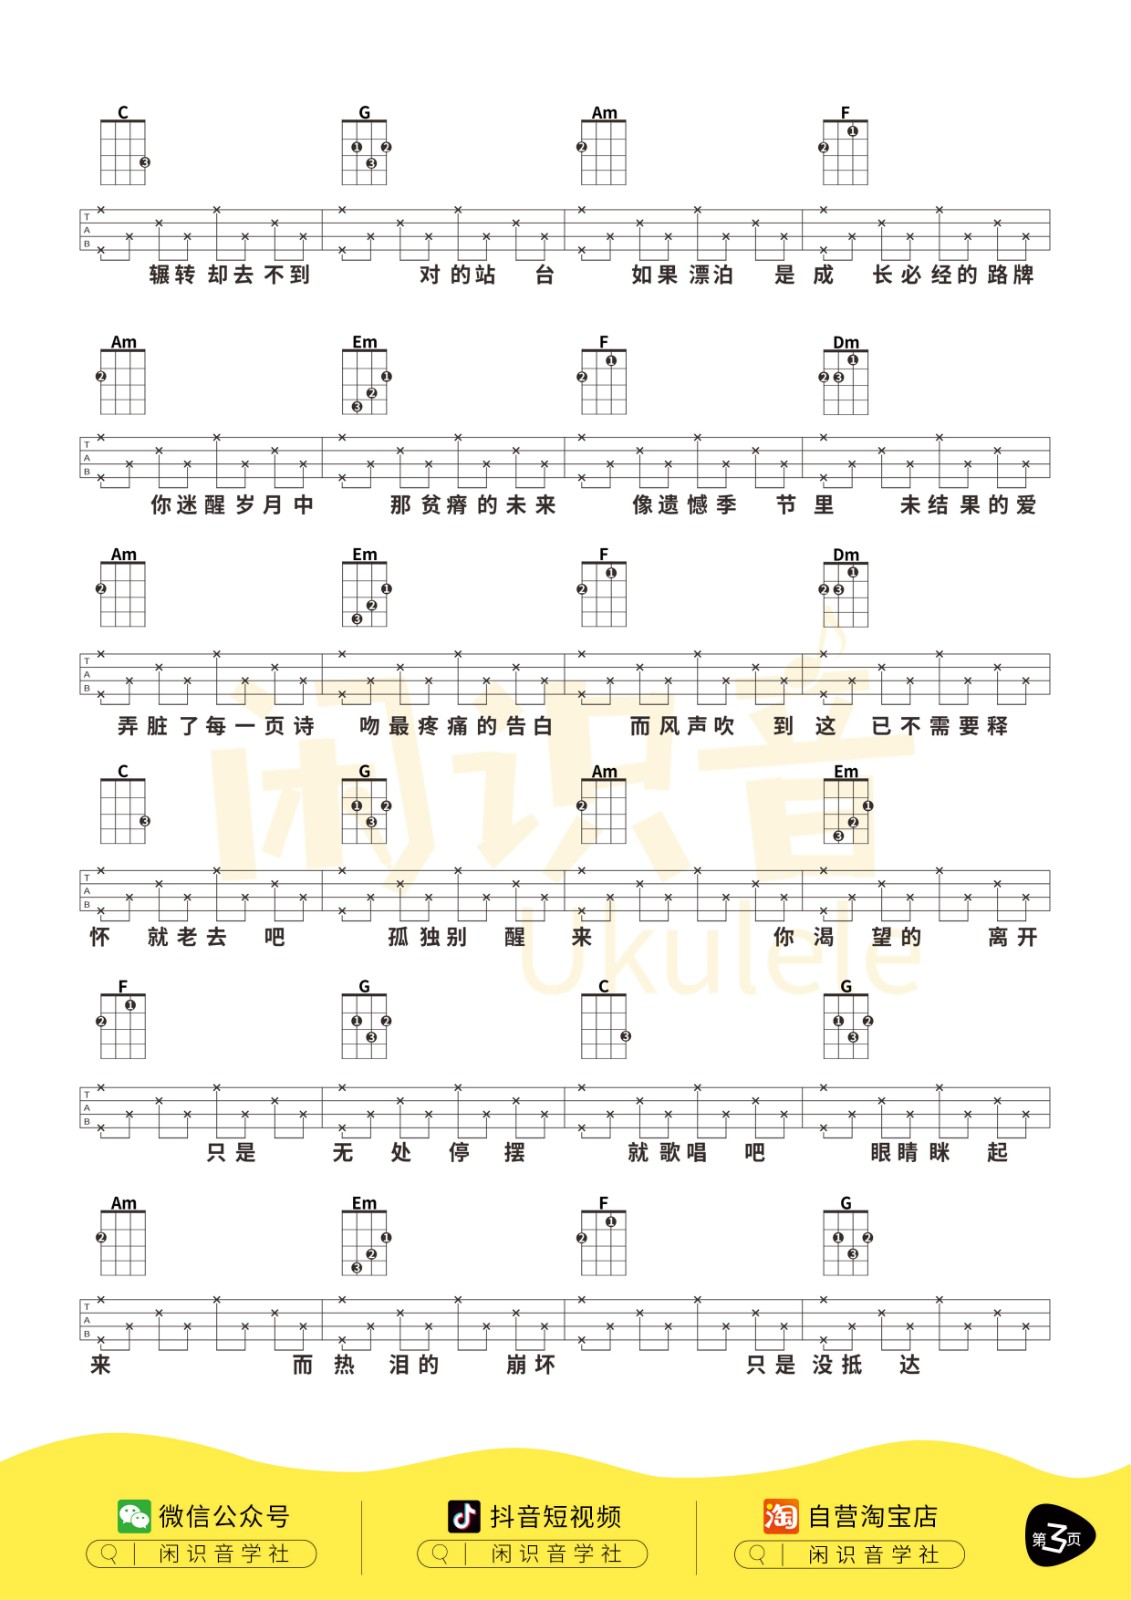 C G Am F
T A B
辗转却去不到 对的站台 如果漂泊 是成长必经的路牌
Am Em F Dm
T A B
你迷醒岁月中 那贫瘠的未来 像遗憾季节里 未结果的爱
Am Em F Dm
T A B
弄脏了每一页诗 吻最疼痛的告白 而风声吹到这 已不需要释
C G Am Em
T A B
怀 就老去吧 孤独别醒来 你渴望的离开
F G C G
T A B
只是 无处停摆 就歌唱吧 眼睛眯起
Am Em F G
T A B
来 而热泪的 崩坏 只是没抵达
闲识音
Ukulele
微信公众号 抖音短视频 自营淘宝店
闲识音学社 闲识音学社 闲识音学社
淘
第3页